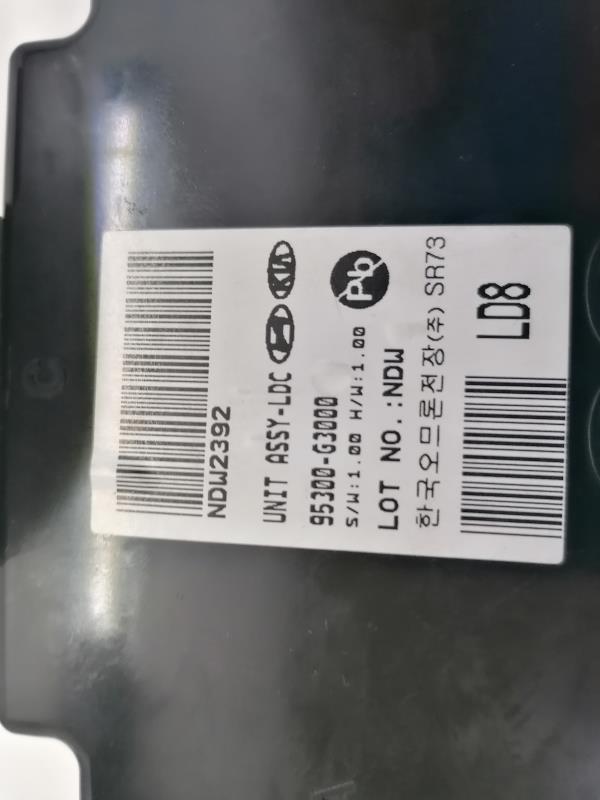 NDW2392
UNIT ASSY-LDC
KIA
95300-G3000
Pb
S/W:1.00 H/W:1.00
LOT NO.:NDW
한국오므론전장(주) SR73
LD8